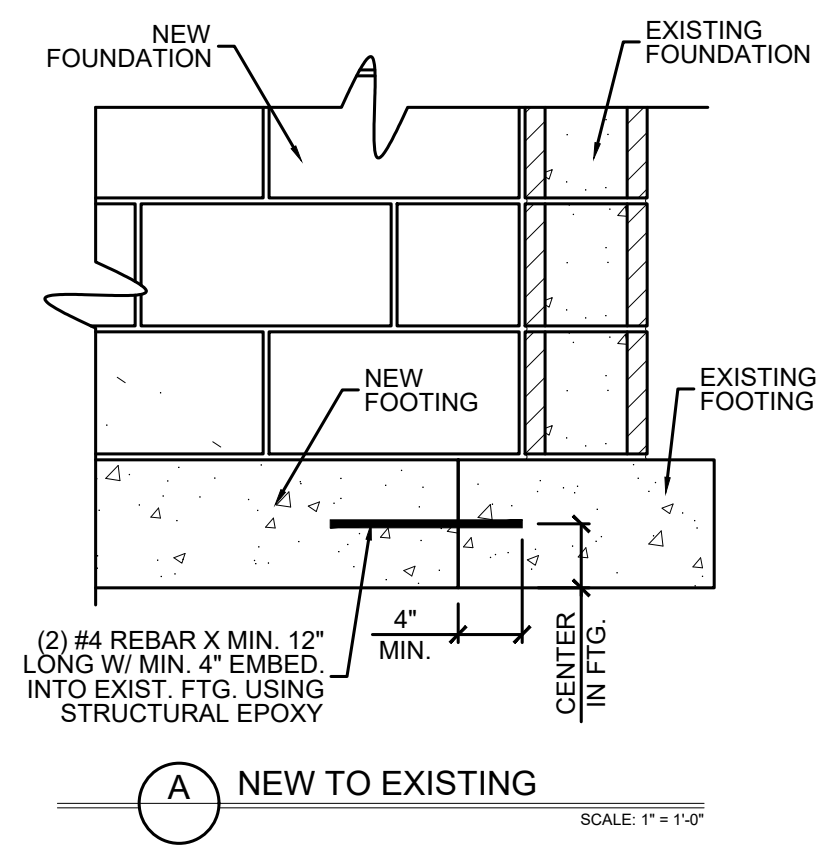 NEW
FOUNDATION
EXISTING
FOUNDATION
NEW
FOOTING
EXISTING
FOOTING
(2) #4 REBAR X MIN. 12"
LONG W/ MIN. 4" EMBED.
INTO EXIST. FTG. USING
STRUCTURAL EPOXY
4"
MIN.
CENTER
IN FTG.
A
NEW TO EXISTING
SCALE: 1" = 1'-0"